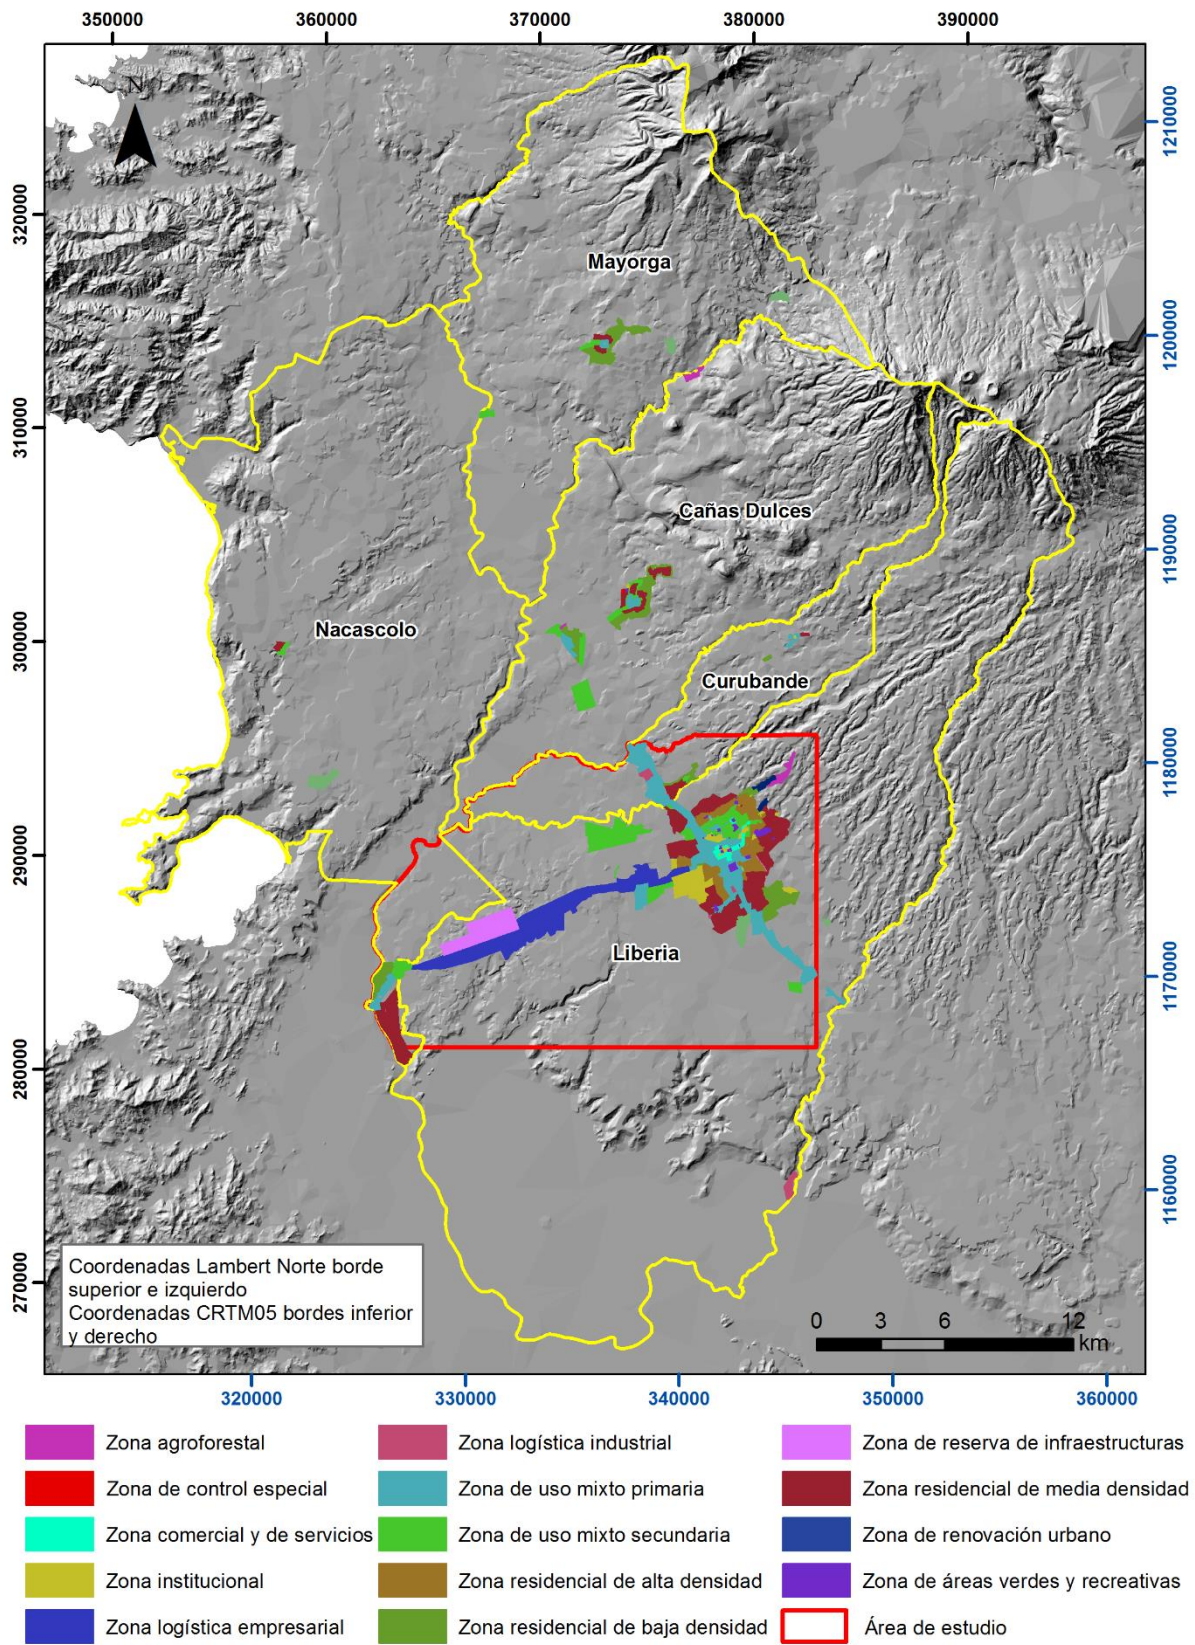 350000 360000 370000 380000 390000
N
1210000
320000
Mayorga
1200000
310000
Cañas Dulces
1190000
Nacascolo
300000
Curubande
1180000
290000
Liberia
1170000
280000
1160000
270000
Coordenadas Lambert Norte borde
superior e izquierdo
Coordenadas CRTM05 bordes inferior
y derecho
0 3 6 12
km
320000 330000 340000 350000 360000
Zona agroforestal
Zona de control especial
Zona comercial y de servicios
Zona institucional
Zona logística empresarial
Zona logística industrial
Zona de uso mixto primaria
Zona de uso mixto secundaria
Zona residencial de alta densidad
Zona residencial de baja densidad
Zona de reserva de infraestructuras
Zona residencial de media densidad
Zona de renovación urbano
Zona de áreas verdes y recreativas
Área de estudio